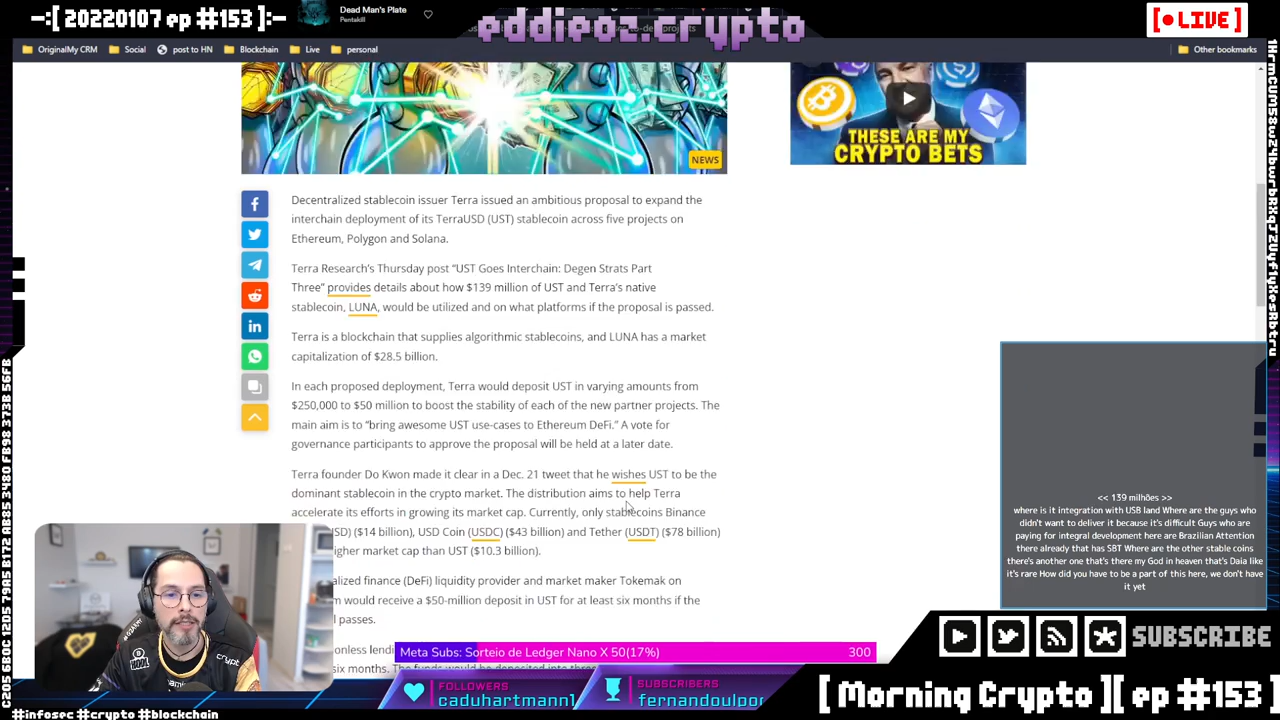 -:[ 20220107 ep #153 ]:-
Dead Man's Plate
Pentakill
eddieoz.crypto
[● LIVE ]
OriginalMy CRM
Social
post to HN
Blockchain
Live
personal
Other bookmarks
NEWS
THESE ARE MY
CRYPTO BETS
Decentralized stablecoin issuer Terra issued an ambitious proposal to expand the
interchain deployment of its TerraUSD (UST) stablecoin across five projects on
Ethereum, Polygon and Solana.
Terra Research's Thursday post “UST Goes Interchain: Degen Strats Part
Three” provides details about how $139 million of UST and Terra's native
stablecoin, LUNA, would be utilized and on what platforms if the proposal is passed.
Terra is a blockchain that supplies algorithmic stablecoins, and LUNA has a market
capitalization of $28.5 billion.
In each proposed deployment, Terra would deposit UST in varying amounts from
$250,000 to $50 million to boost the stability of each of the new partner projects. The
main aim is to “bring awesome UST use-cases to Ethereum DeFi.” A vote for
governance participants to approve the proposal will be held at a later date.
Terra founder Do Kwon made it clear in a Dec. 21 tweet that he wishes UST to be the
dominant stablecoin in the crypto market. The distribution aims to help Terra
accelerate its efforts in growing its market cap. Currently, only stablecoins Binance
SD) ($14 billion), USD Coin (USDC) ($43 billion) and Tether (USDT) ($78 billion)
igher market cap than UST ($10.3 billion).
alized finance (DeFi) liquidity provider and market maker Tokemak on
m would receive a $50-million deposit in UST for at least six months if the
l passes.
onless lendi
six months. The funds would be deposited into three
<< 139 milhões >>
where is it integration with USB land Where are the guys who
didn't want to deliver it because it's difficult Guys who are
paying for integral development here are Brazilian Attention
there already that has SBT Where are the other stable coins
there's another one that's there my God in heaven that's Daia like
it's rare How did you have to be a part of this here, we don't have
it yet
Meta Subs: Sorteio de Ledger Nano X 50(17%)
300
FOLLOWERS
caduhartmann1
SUBSCRIBERS
fernandoulpo
SUBSCRIBE
[ Morning Crypto ][ ep #153 ]
#infosec #crypto #blockchain